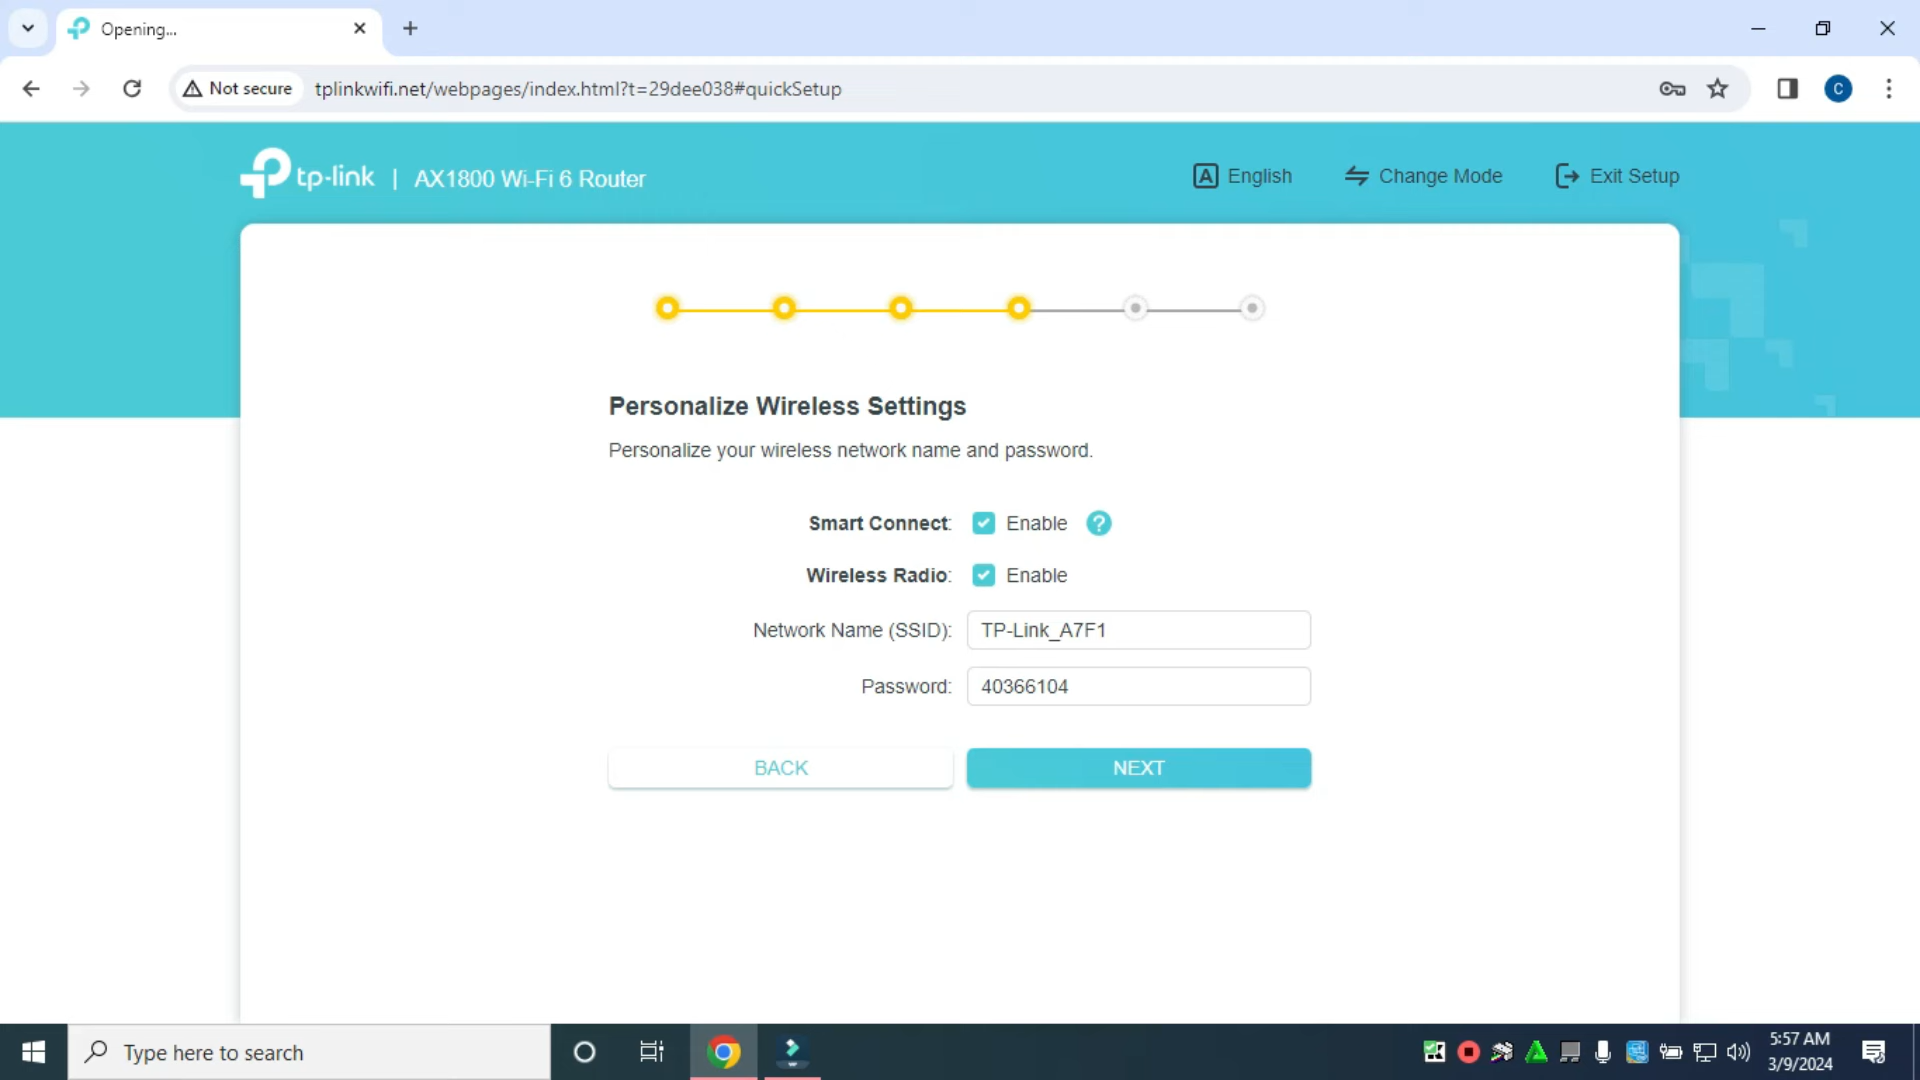 Opening...
Not secure
tplinkwifi.net/webpages/index.html?t=29dee038#quickSetup
C
tp-link | AX1800 Wi-Fi 6 Router
A English
Change Mode
Exit Setup
Personalize Wireless Settings
Personalize your wireless network name and password.
Smart Connect: Enable ?
Wireless Radio: Enable
Network Name (SSID): TP-Link_A7F1
Password: 40366104
BACK
NEXT
Type here to search
5:57 AM
3/9/2024